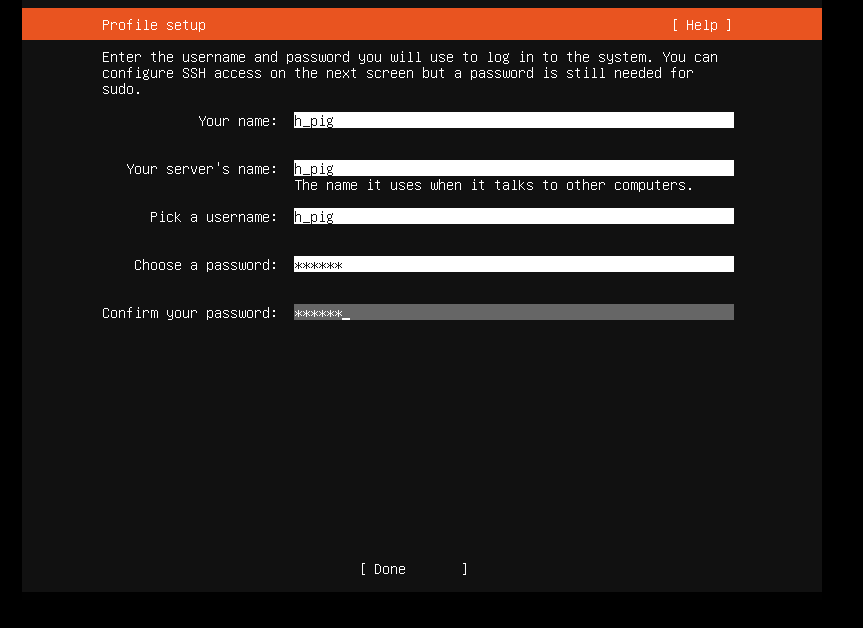 Profile setup [ Help ]
Enter the username and password you will use to log in to the system. You can
configure SSH access on the next screen but a password is still needed for
sudo.
Your name: h_pig
Your server's name: h_pig
The name it uses when it talks to other computers.
Pick a username: h_pig
Choose a password: ******
Confirm your password: ******_
[ Done ]